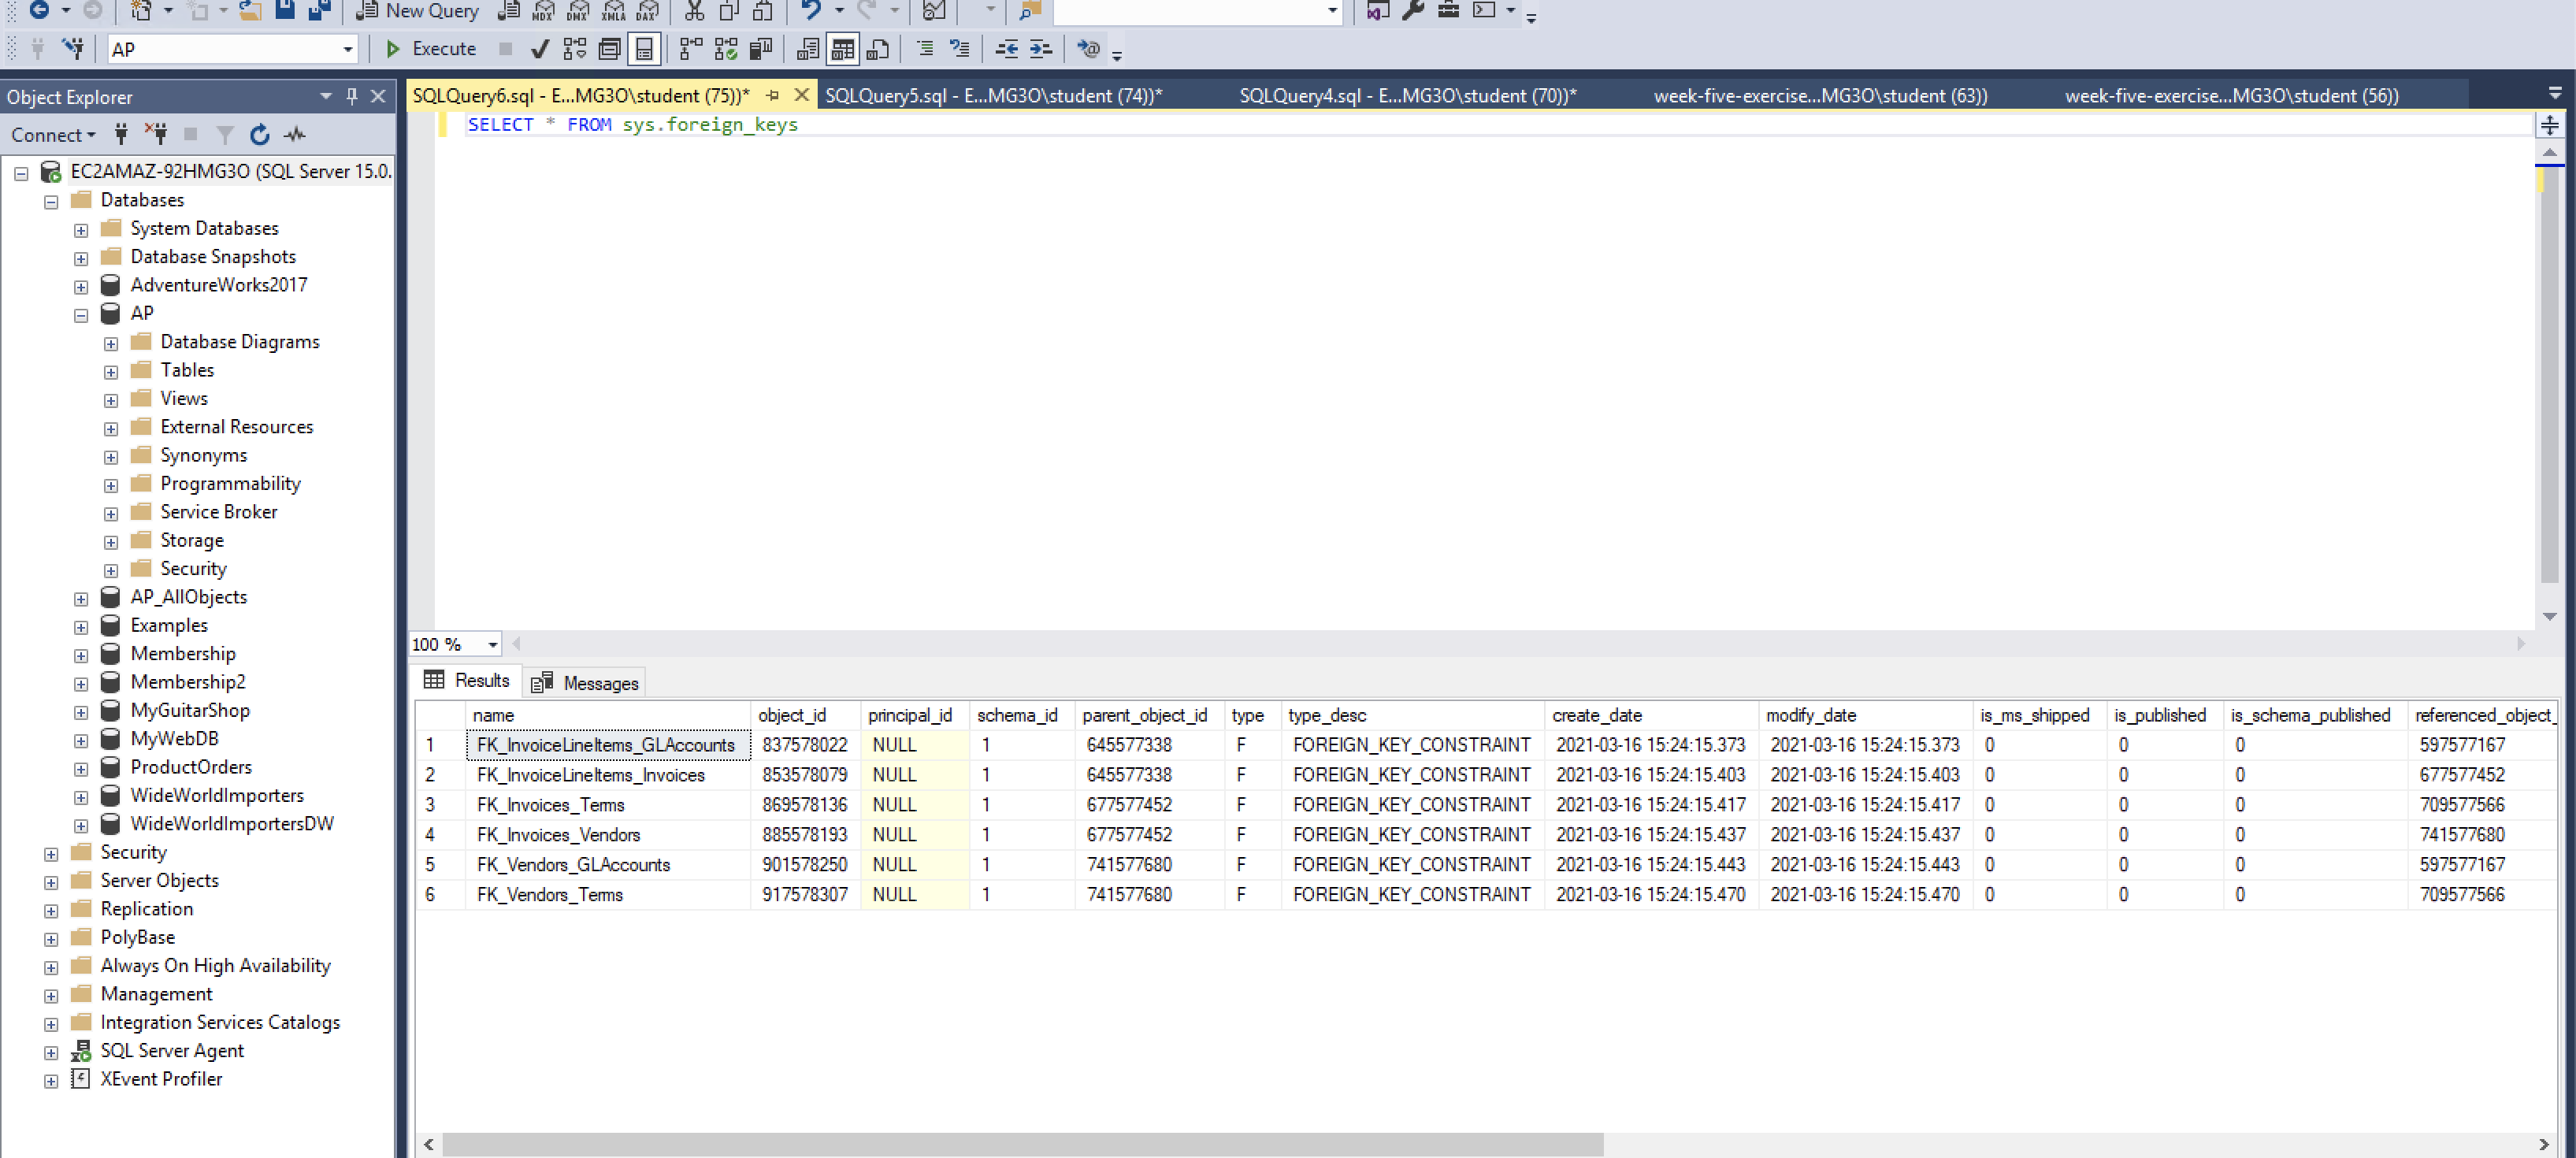 New Query MDX DMX XMLA DAX
AP Execute
Object Explorer
SQLQuery6.sql - E...MG3O\student (75))* SQLQuery5.sql - E...MG3O\student (74))* SQLQuery4.sql - E...MG3O\student (70))* week-five-exercise...MG3O\student (63)) week-five-exercise...MG3O\student (56))
Connect
EC2AMAZ-92HMG3O (SQL Server 15.0.
Databases
System Databases
Database Snapshots
AdventureWorks2017
AP
Database Diagrams
Tables
Views
External Resources
Synonyms
Programmability
Service Broker
Storage
Security
AP_AllObjects
Examples
Membership
Membership2
MyGuitarShop
MyWebDB
ProductOrders
WideWorldImporters
WideWorldImportersDW
Security
Server Objects
Replication
PolyBase
Always On High Availability
Management
Integration Services Catalogs
SQL Server Agent
XEvent Profiler
SELECT * FROM sys.foreign_keys
100 %
Results Messages
name object_id principal_id schema_id parent_object_id type type_desc create_date modify_date is_ms_shipped is_published is_schema_published referenced_object_
1 FK_InvoiceLineItems_GLAccounts 837578022 NULL 1 645577338 F FOREIGN_KEY_CONSTRAINT 2021-03-16 15:24:15.373 2021-03-16 15:24:15.373 0 0 0 597577167
2 FK_InvoiceLineItems_Invoices 853578079 NULL 1 645577338 F FOREIGN_KEY_CONSTRAINT 2021-03-16 15:24:15.403 2021-03-16 15:24:15.403 0 0 0 677577452
3 FK_Invoices_Terms 869578136 NULL 1 677577452 F FOREIGN_KEY_CONSTRAINT 2021-03-16 15:24:15.417 2021-03-16 15:24:15.417 0 0 0 709577566
4 FK_Invoices_Vendors 885578193 NULL 1 677577452 F FOREIGN_KEY_CONSTRAINT 2021-03-16 15:24:15.437 2021-03-16 15:24:15.437 0 0 0 741577680
5 FK_Vendors_GLAccounts 901578250 NULL 1 741577680 F FOREIGN_KEY_CONSTRAINT 2021-03-16 15:24:15.443 2021-03-16 15:24:15.443 0 0 0 597577167
6 FK_Vendors_Terms 917578307 NULL 1 741577680 F FOREIGN_KEY_CONSTRAINT 2021-03-16 15:24:15.470 2021-03-16 15:24:15.470 0 0 0 709577566